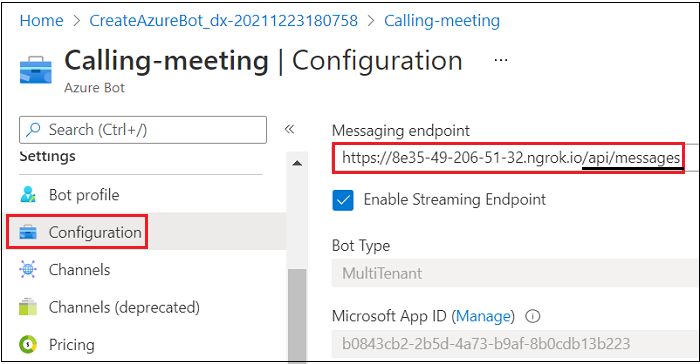 Home > CreateAzureBot_dx-20211223180758 > Calling-meeting
Calling-meeting | Configuration ...
Azure Bot
Search (Ctrl+/) «
Settings
Bot profile
Configuration
Channels
Channels (deprecated)
Pricing
Messaging endpoint
https://8e35-49-206-51-32.ngrok.io/api/messages
Enable Streaming Endpoint
Bot Type
MultiTenant
Microsoft App ID (Manage)
b0843cb2-2b5d-4a73-b9af-8b0cdb13b223